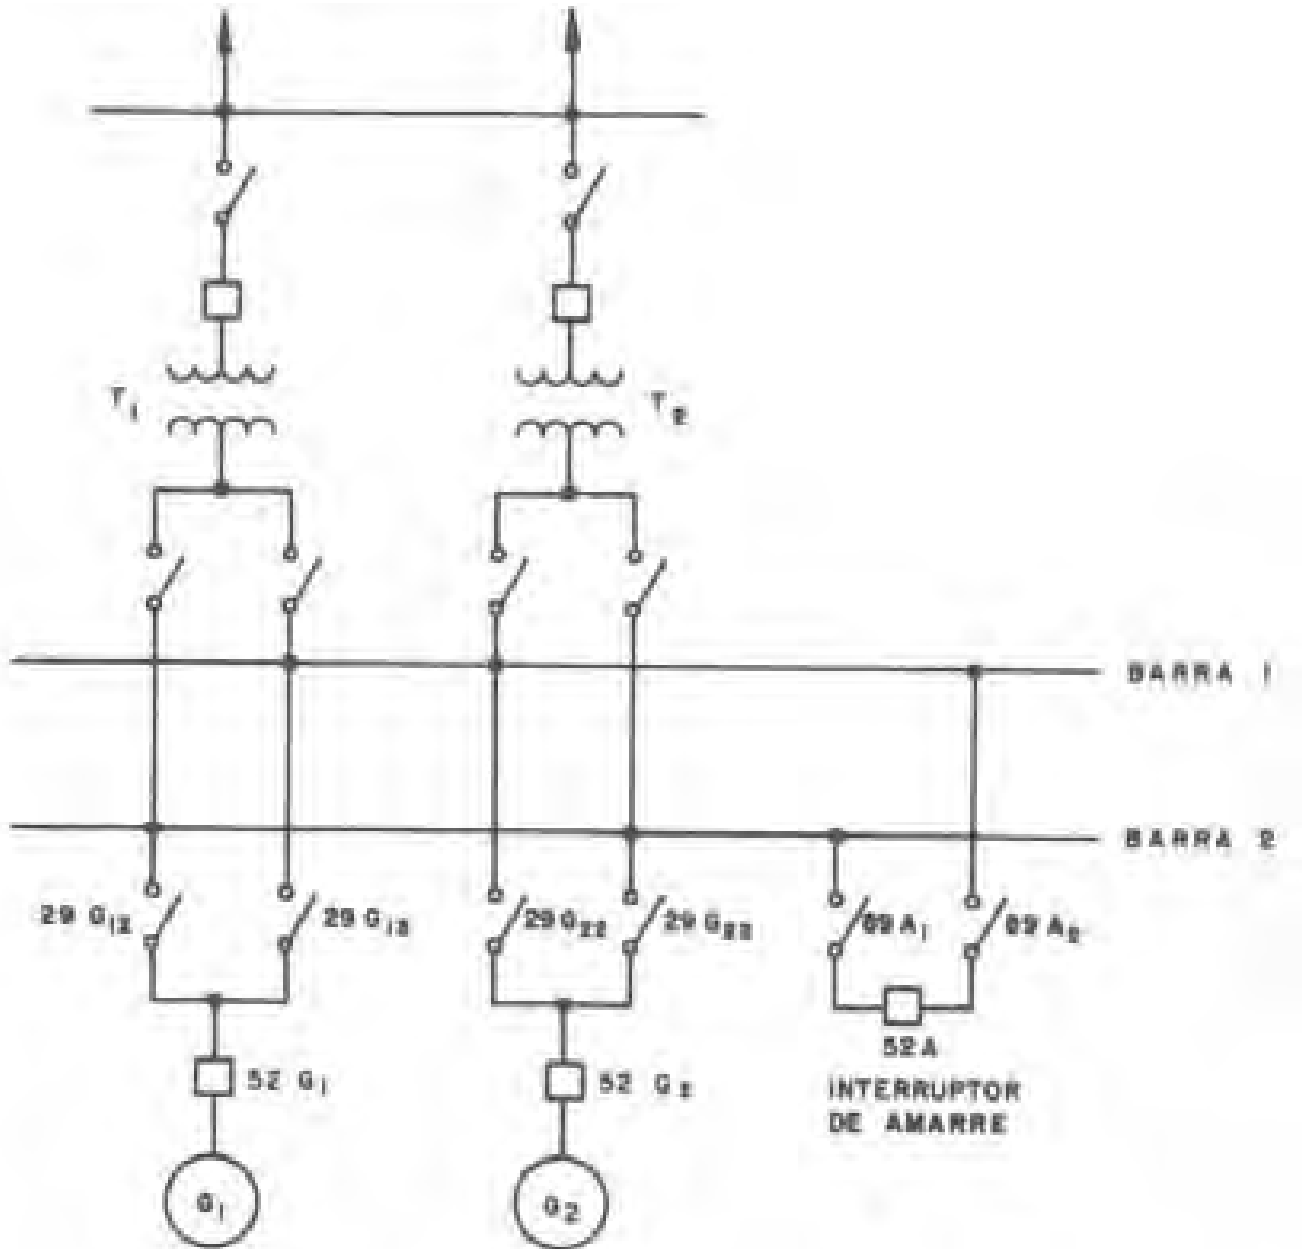 T1
T2
BARRA 1
BARRA 2
29 G12
29 G13
29 G22
29 G23
89 A1
89 A2
52 A
52 G1
52 G2
INTERRUPTOR
DE AMARRE
G1
G2